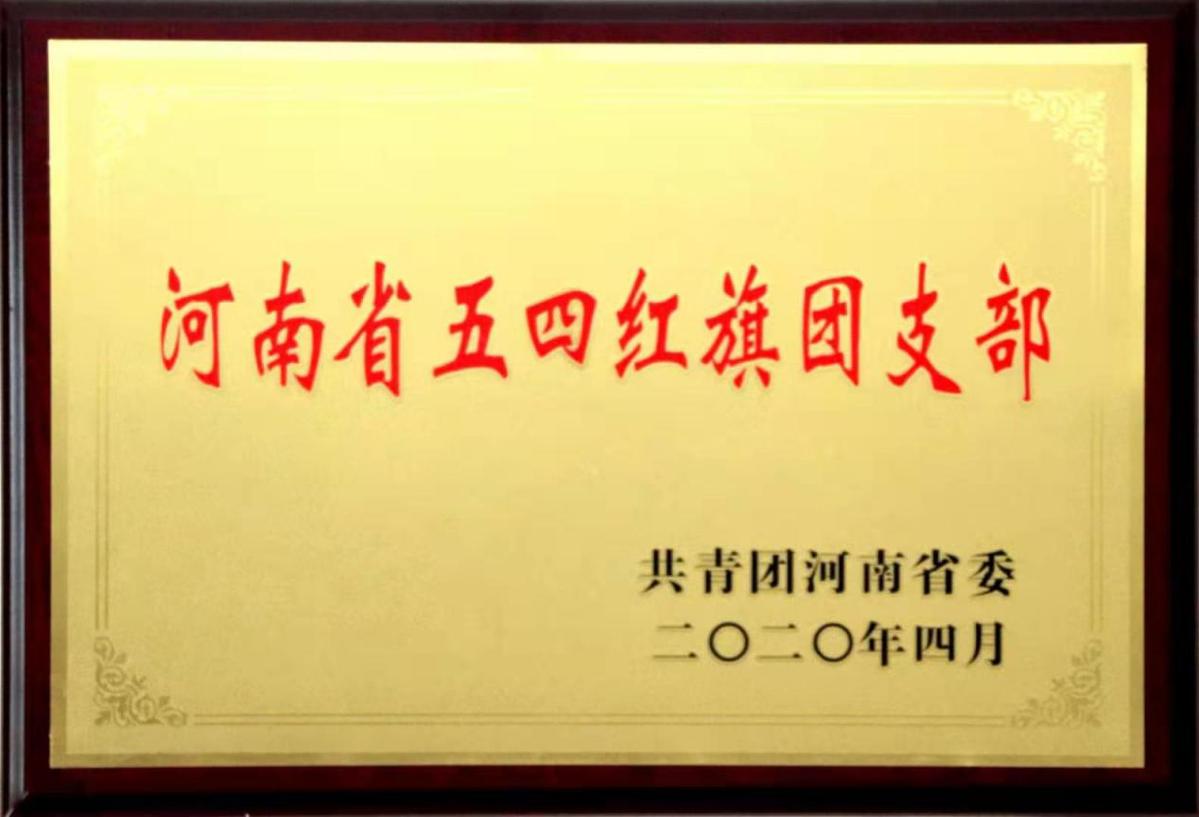 河南省五四红旗团支部
共青团河南省委
二〇二〇年四月